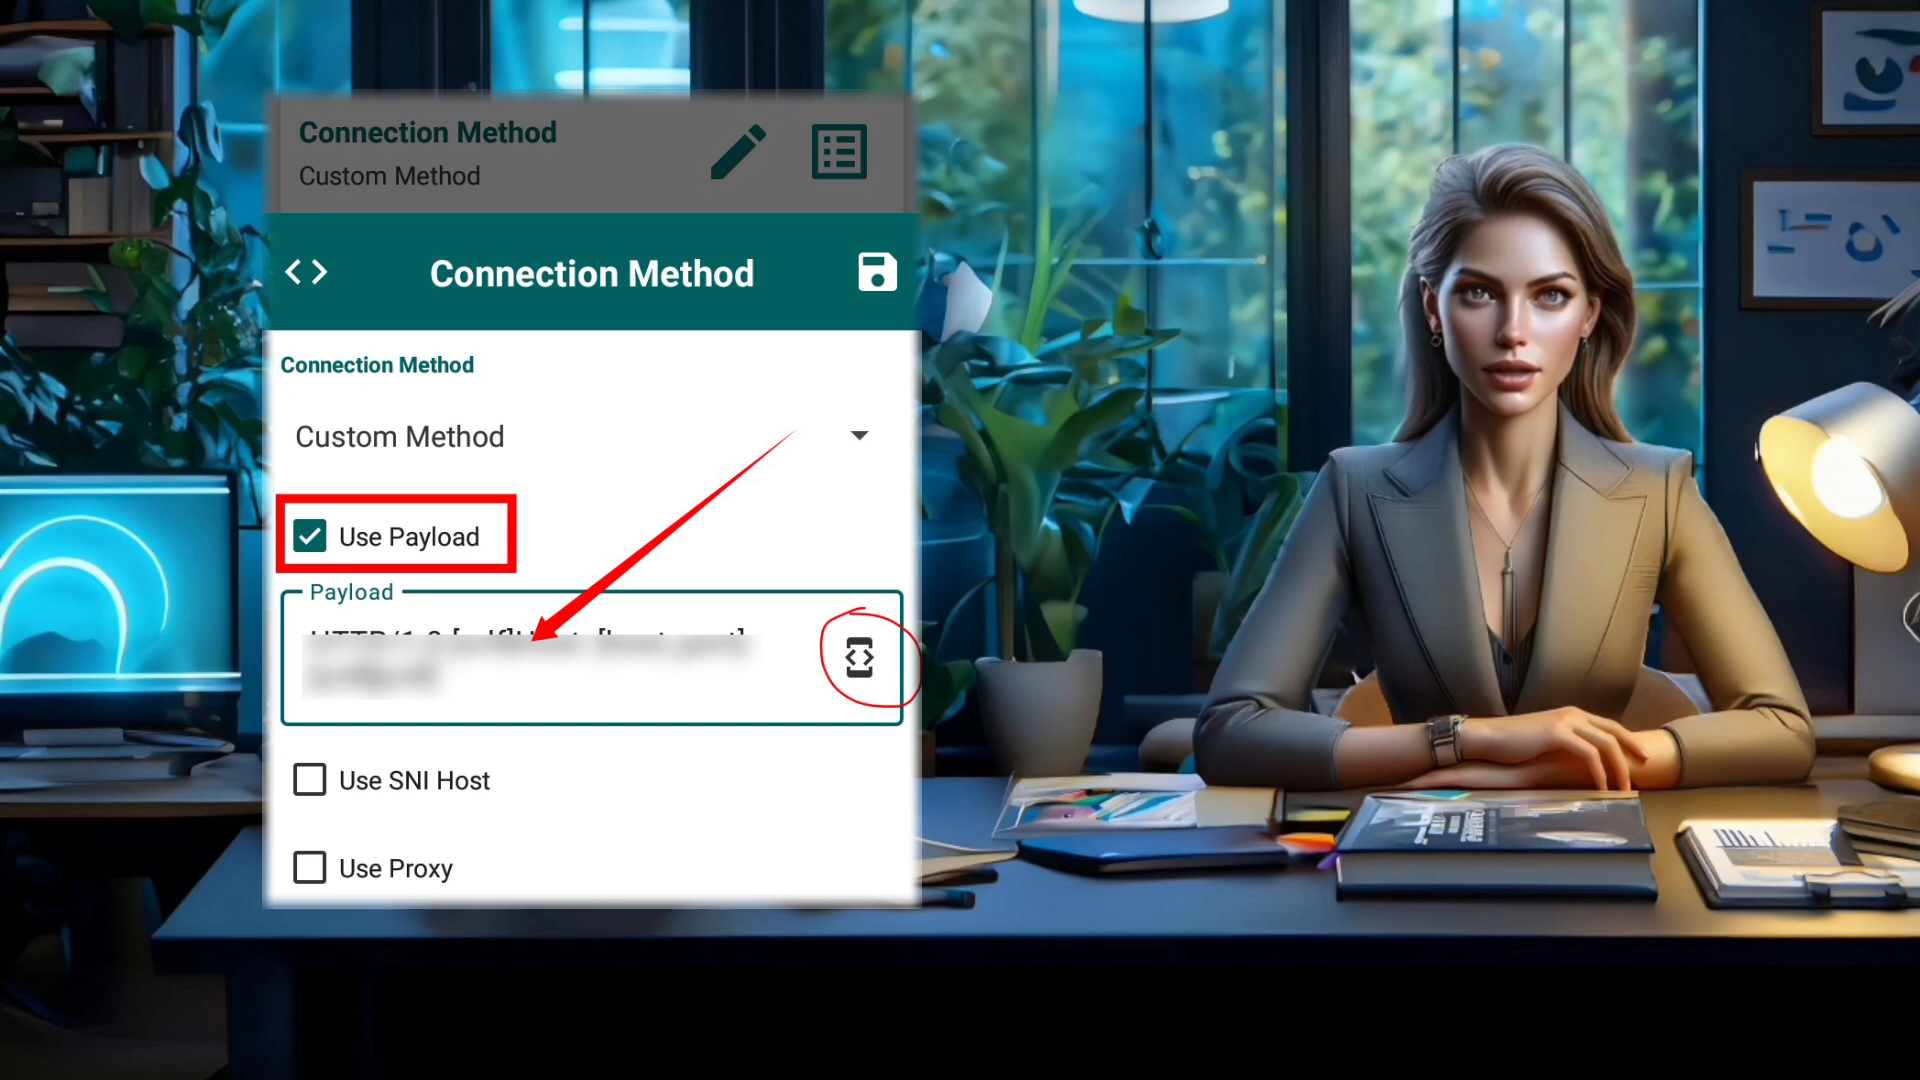 Connection Method
Custom Method
Connection Method
Connection Method
Custom Method
Use Payload
Payload
Use SNI Host
Use Proxy